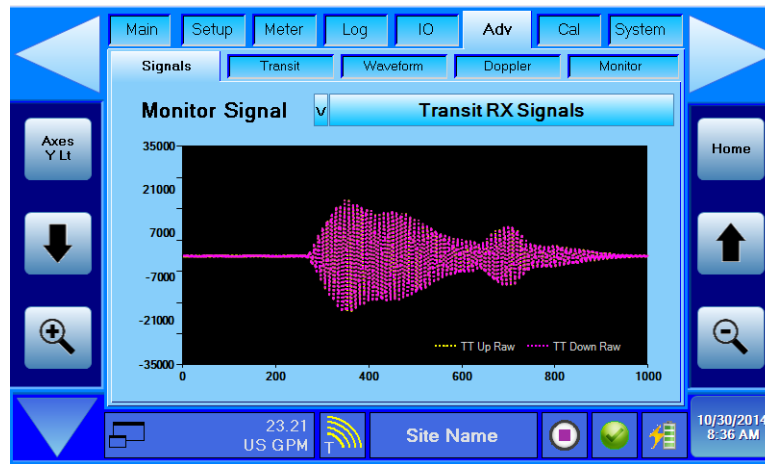 Main Setup Meter Log IO Adv Cal System
Signals Transit Waveform Doppler Monitor
Monitor Signal v Transit RX Signals
Axes
Y Lt
Home
35000
21000
7000
-7000
-21000
-35000
TT Up Raw TT Down Raw
0 200 400 600 800 1000
23.21
US GPM
T
Site Name
10/30/2014
8:36 AM